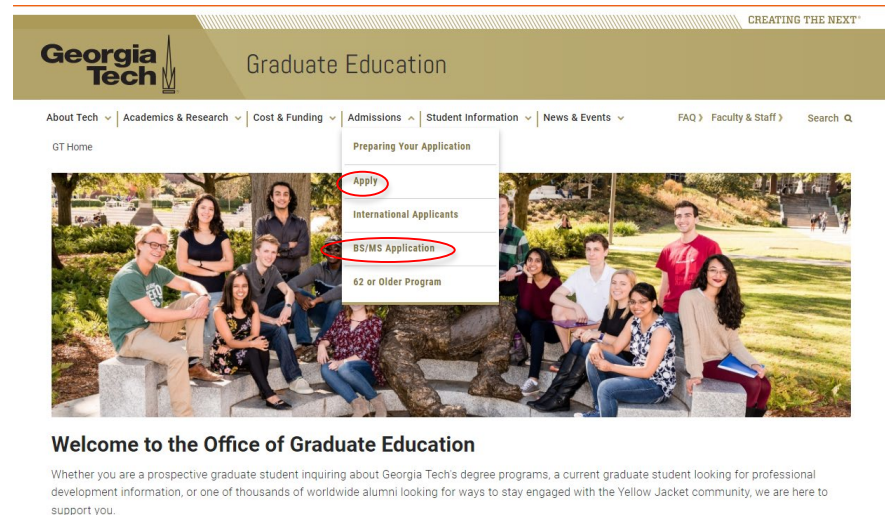 CREATING THE NEXT®
Georgia
Tech
Graduate Education
About Tech Academics & Research Cost & Funding Admissions Student Information News & Events FAQ Faculty & Staff Search
GT Home
Preparing Your Application
Apply
International Applicants
BS/MS Application
62 or Older Program
Welcome to the Office of Graduate Education
Whether you are a prospective graduate student inquiring about Georgia Tech's degree programs, a current graduate student looking for professional
development information, or one of thousands of worldwide alumni looking for ways to stay engaged with the Yellow Jacket community, we are here to
support you.